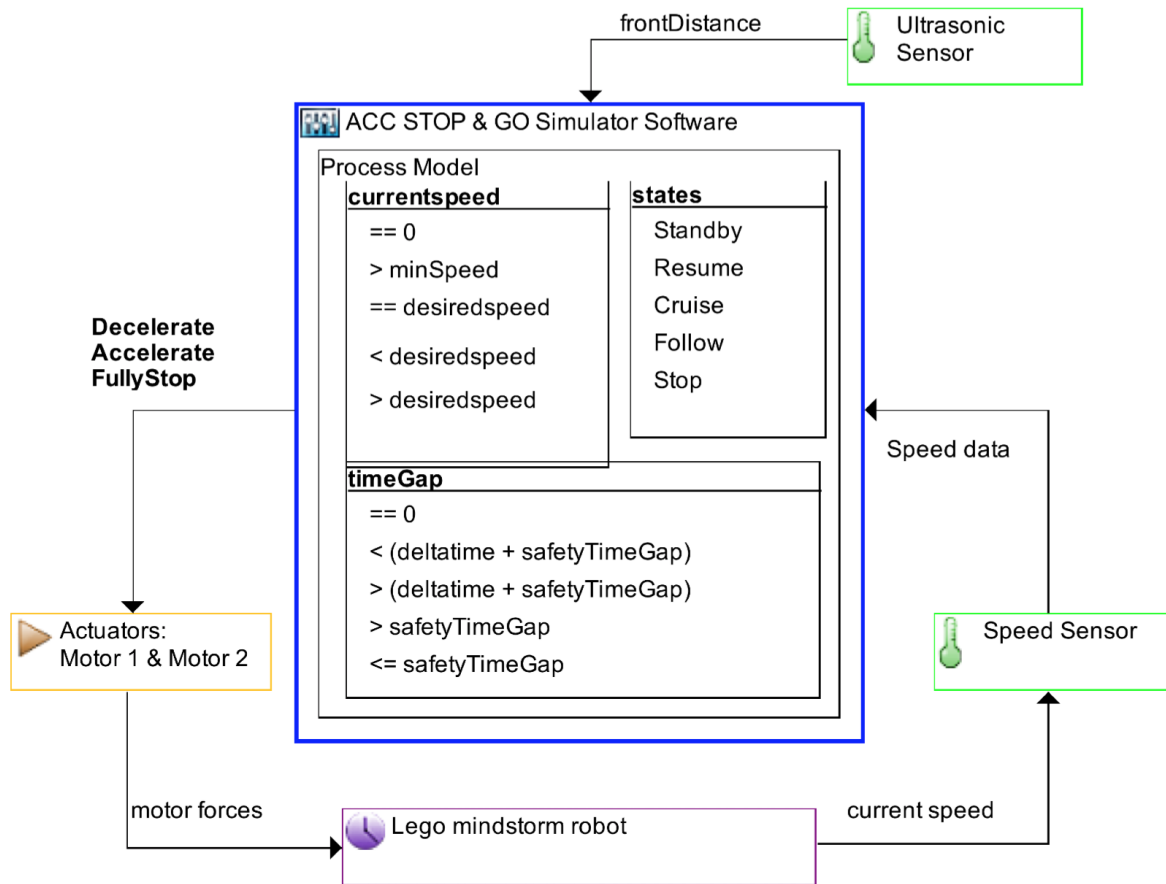 frontDistance
Ultrasonic
Sensor
ACC STOP & GO Simulator Software
Process Model
currentspeed
== 0
> minSpeed
== desiredspeed
< desiredspeed
> desiredspeed
states
Standby
Resume
Cruise
Follow
Stop
Decelerate
Accelerate
FullyStop
Speed data
timeGap
== 0
< (deltatime + safetyTimeGap)
> (deltatime + safetyTimeGap)
> safetyTimeGap
<= safetyTimeGap
Actuators:
Motor 1 & Motor 2
Speed Sensor
motor forces
Lego mindstorm robot
current speed